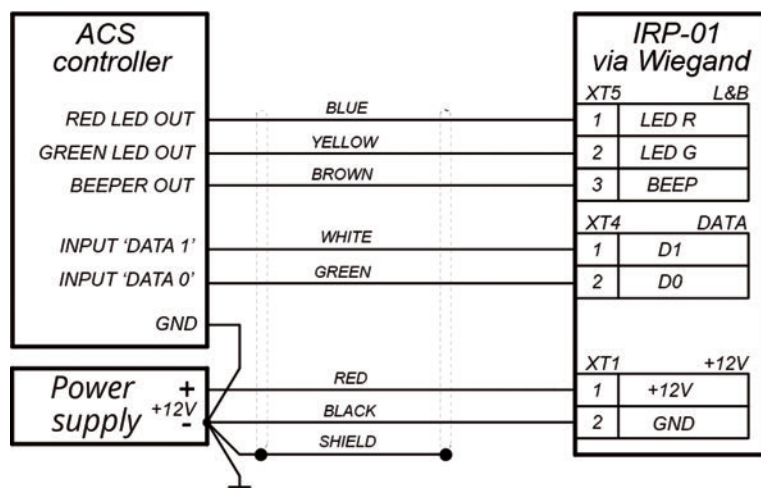 ACS
controller
RED LED OUT
GREEN LED OUT
BEEPER OUT
INPUT ‘DATA 1’
INPUT ‘DATA 0’
GND
Power
supply
+
+12V
-
BLUE
YELLOW
BROWN
WHITE
GREEN
RED
BLACK
SHIELD
IRP-01
via Wiegand
XT5 L&B
1 LED R
2 LED G
3 BEEP
XT4 DATA
1 D1
2 D0
XT1 +12V
1 +12V
2 GND